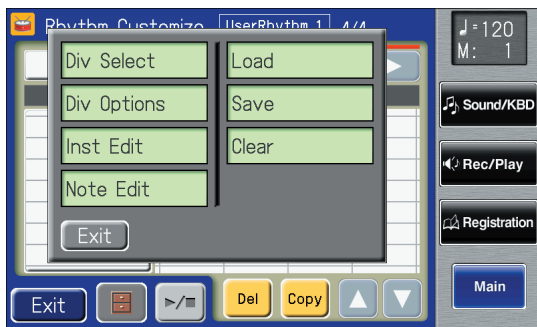 Rhythm Customize UserRhythm 1 4/4
♩=120
M: 1
Div Select
Load
Div Options
Save
Inst Edit
Clear
Note Edit
Exit
Sound/KBD
Rec/Play
Registration
Main
Exit
Del
Copy